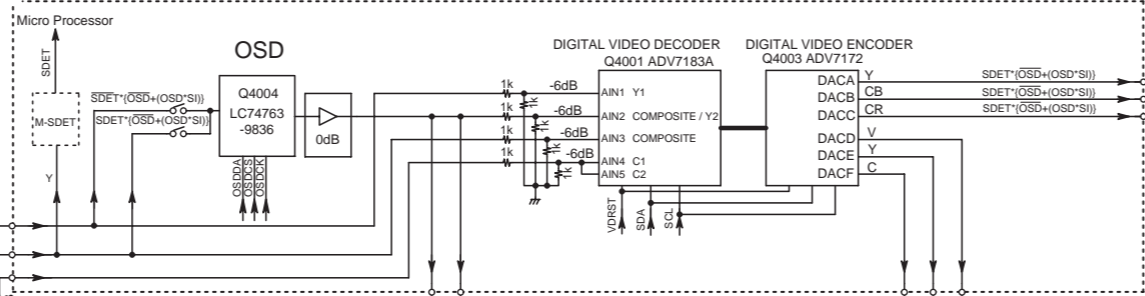 Micro Processor
SDET
M-SDET
Y
OSD
SDET*{OSD+(OSD*SI)}
SDET*{OSD+(OSD*SI)}
Q4004
LC74763
-9836
0dB
OSDDA
OSDCS
OSDCK
DIGITAL VIDEO DECODER
Q4001 ADV7183A
1k
-6dB
AIN1 Y1
1k
1k
-6dB
AIN2 COMPOSITE / Y2
1k
1k
-6dB
AIN3 COMPOSITE
1k
1k
-6dB
AIN4 C1
AIN5 C2
1k
VDRST
SDA
SCL
DIGITAL VIDEO ENCODER
Q4003 ADV7172
DACA Y SDET*{OSD+(OSD*SI)}
DACB CB SDET*{OSD+(OSD*SI)}
DACC CR SDET*{OSD+(OSD*SI)}
DACD V
DACE Y
DACF C